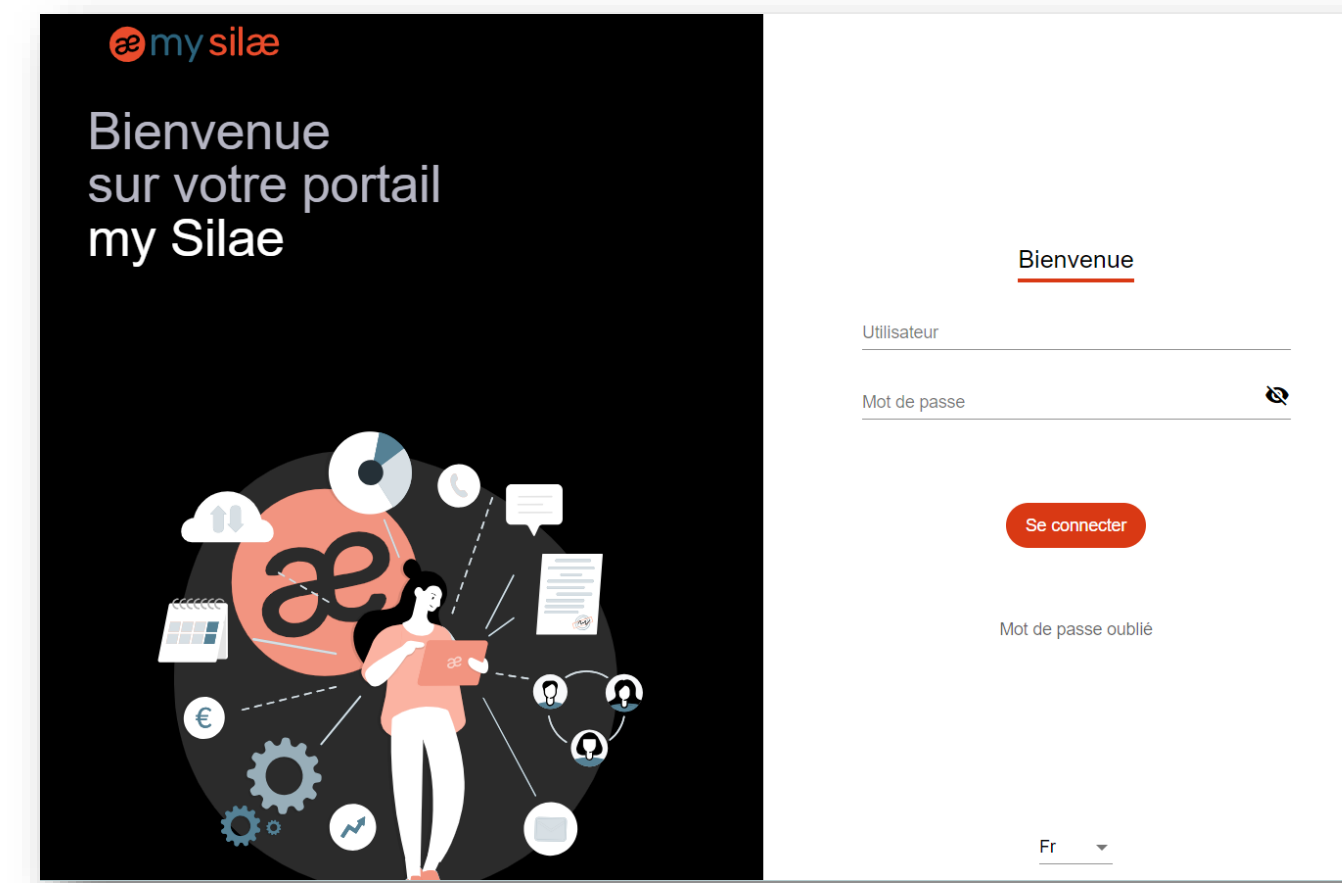 æ my silæ
Bienvenue
sur votre portail
my Silae
æ
æ
€
Bienvenue
Utilisateur
Mot de passe
Se connecter
Mot de passe oublié
Fr